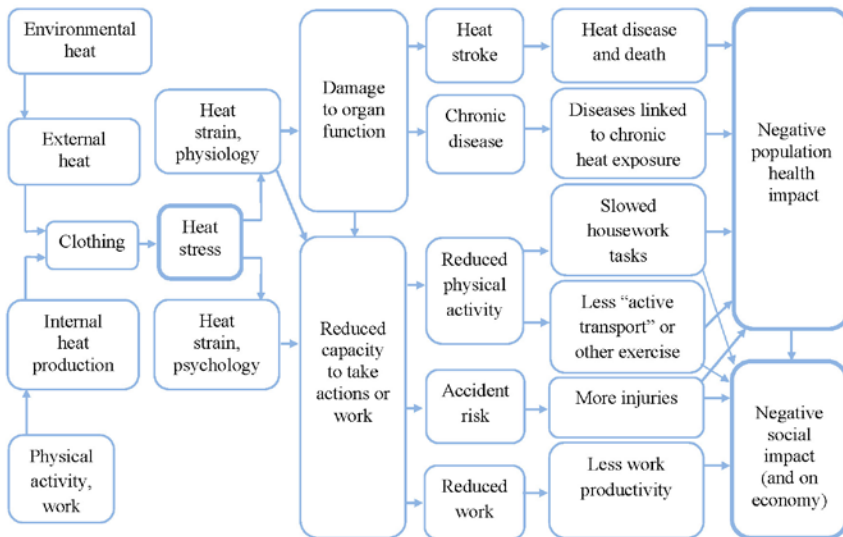 Environmental
heat
External
heat
Clothing
Internal
heat
production
Physical
activity,
work
Heat
stress
Heat
strain,
physiology
Heat
strain,
psychology
Damage
to organ
function
Reduced
capacity
to take
actions or
work
Heat
stroke
Chronic
disease
Reduced
physical
activity
Accident
risk
Reduced
work
Heat disease
and death
Diseases linked
to chronic
heat exposure
Slowed
housework
tasks
Less “active
transport” or
other exercise
More injuries
Less work
productivity
Negative
population
health
impact
Negative
social
impact
(and on
economy)